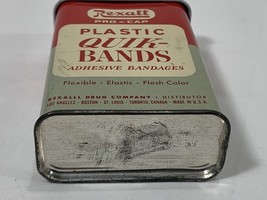 Rexall
PRO-CAP
PLASTIC
QUIK-
BANDS
ADHESIVE BANDAGES
Flexible - Elastic - Flesh Color
REXALL DRUG COMPANY - DISTRIBUTOR
LOS ANGELES - BOSTON - ST. LOUIS - TORONTO, CANADA - MADE IN U.S.A.